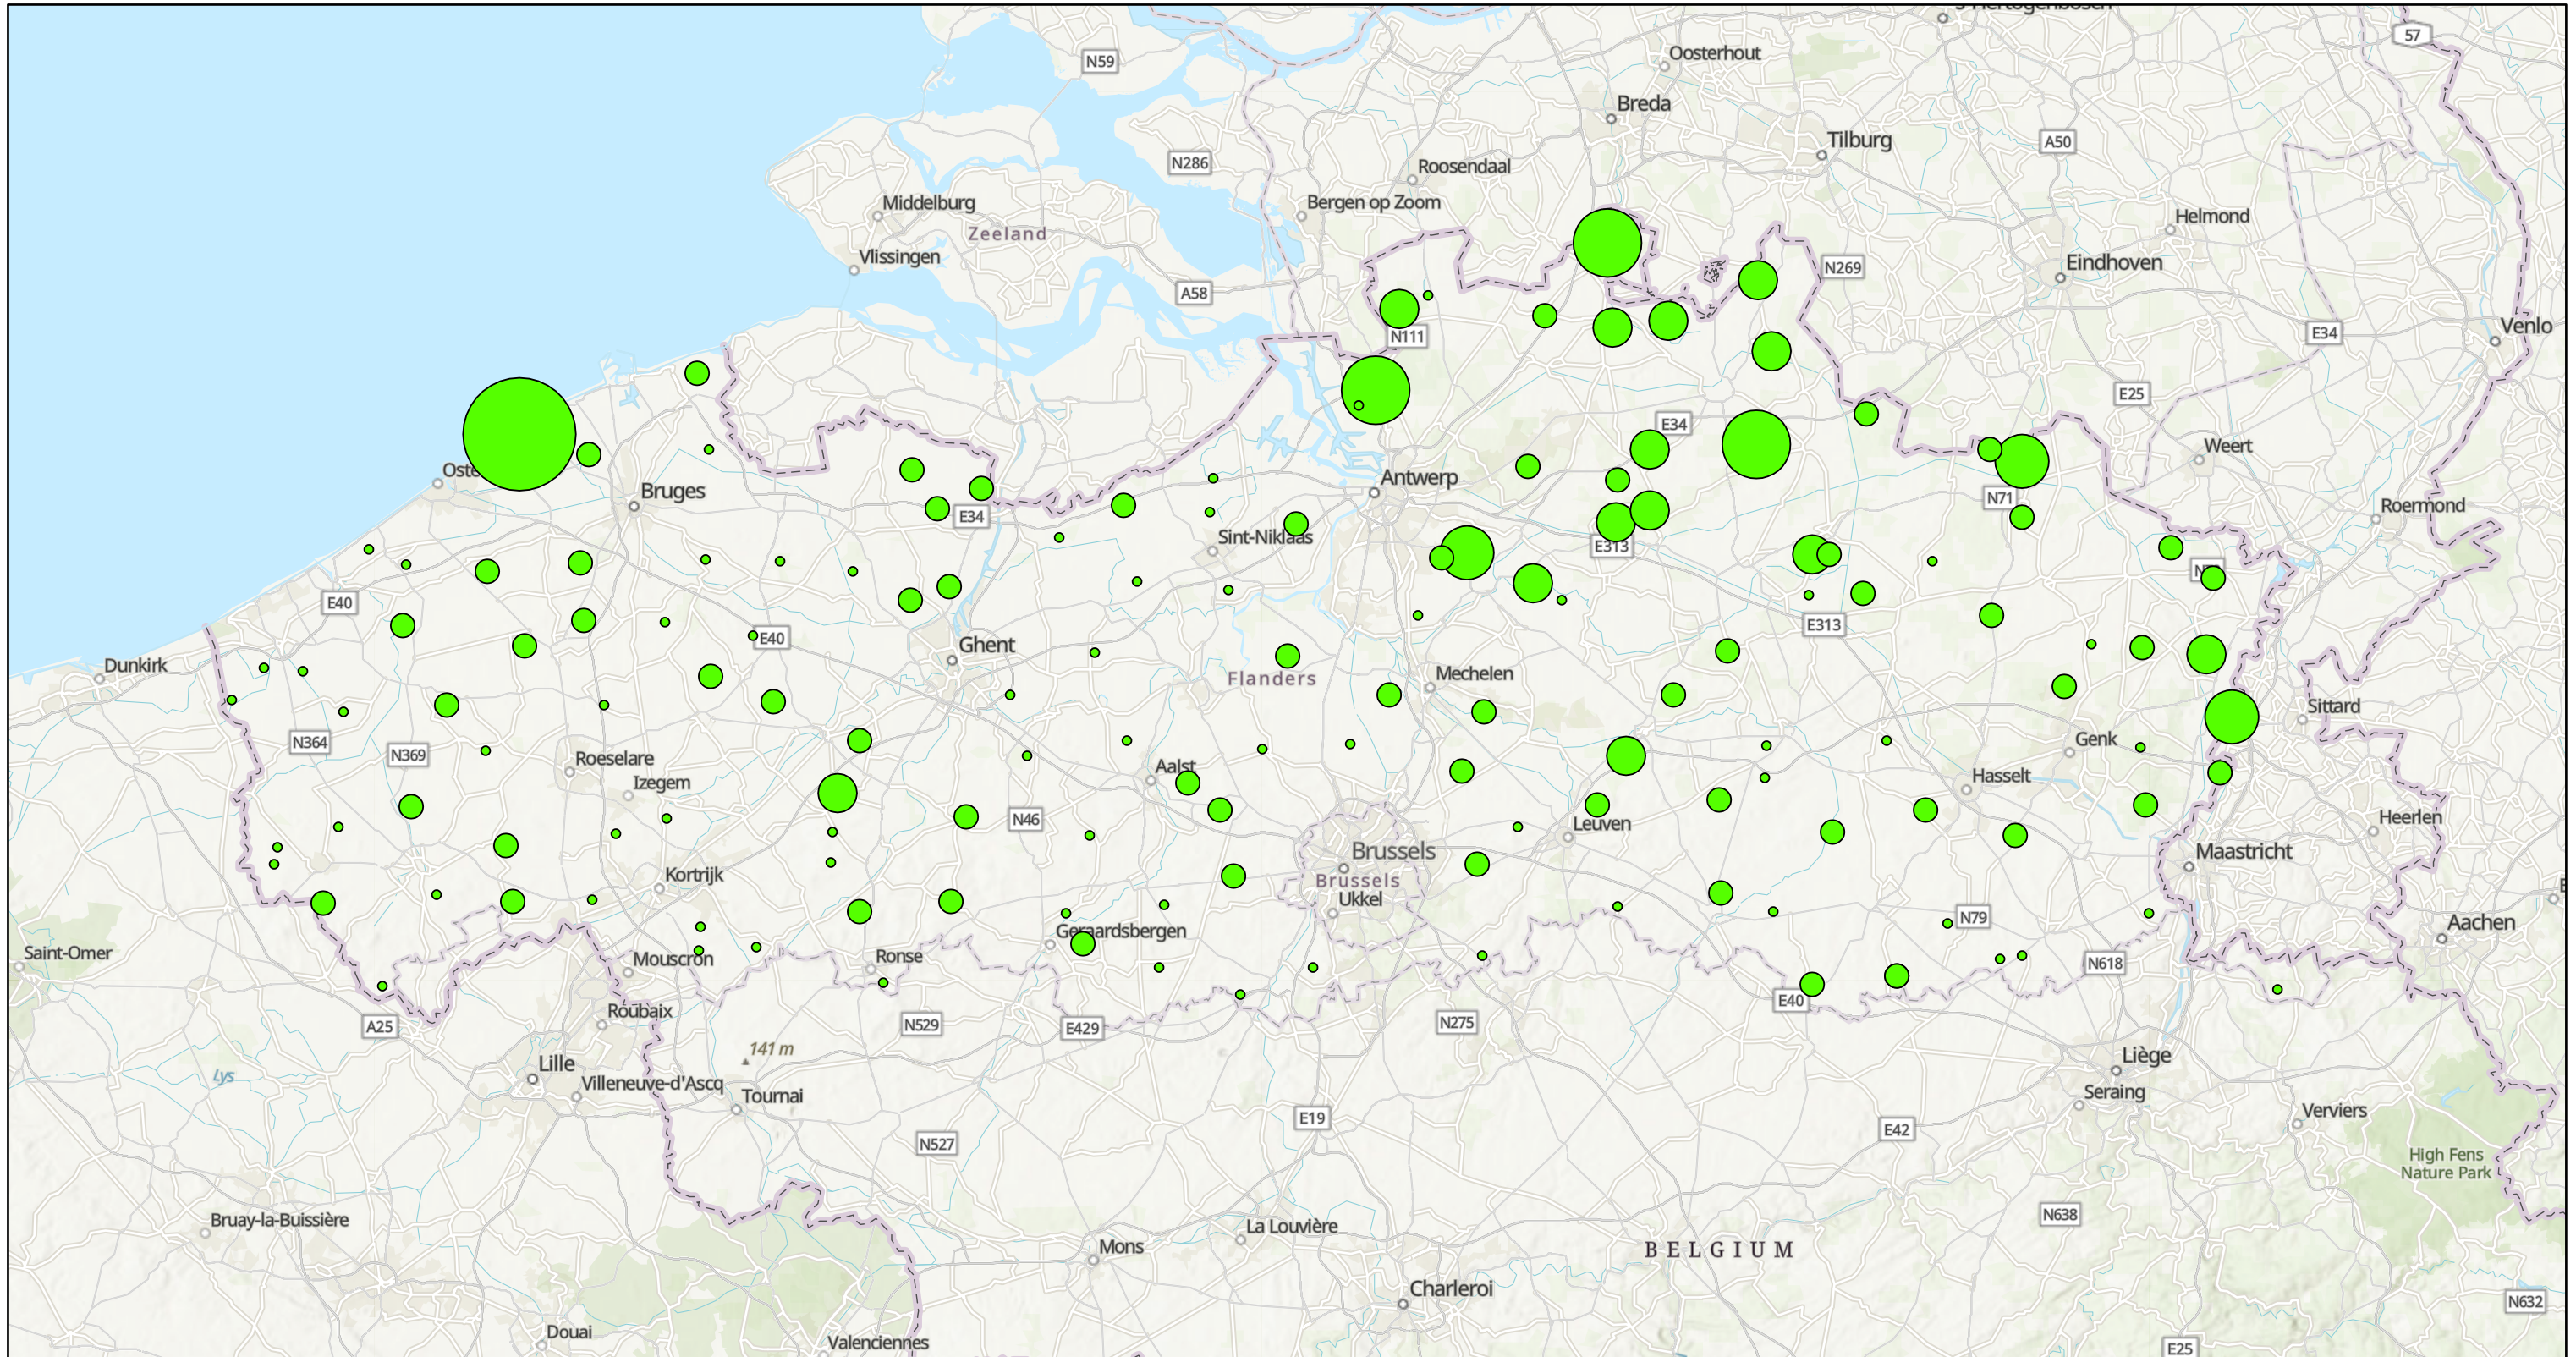 s-Hertogenbosch
57
Oosterhout
N59
Breda
Tilburg
A50
N286
Roosendaal
Middelburg
Bergen op Zoom
Helmond
Zeeland
Vlissingen
Eindhoven
N269
A58
Venlo
E34
N111
E25
E34
Weert
Oste
Antwerp
Bruges
N71
Roermond
E34
Sint-Niklaas
E313
E40
E313
E40
Ghent
Dunkirk
Mechelen
Flanders
Sittard
N364
Genk
N369
Roeselare
Aalst
Izegem
Hasselt
N46
Heerlen
Leuven
Brussels
Maastricht
Kortrijk
Brussels
Ukkel
N79
Aachen
Geraardsbergen
Saint-Omer
Mouscron
Ronse
N618
E40
Roubaix
A25
N529
E429
N275
141 m
Liège
Lille
Lys
Villeneuve-d'Ascq
Seraing
Tournai
Verviers
E19
E42
N527
High Fens
Nature Park
Bruay-la-Buissière
N638
La Louvière
Mons
BELGIUM
Charleroi
N632
Douai
Valenciennes
E25